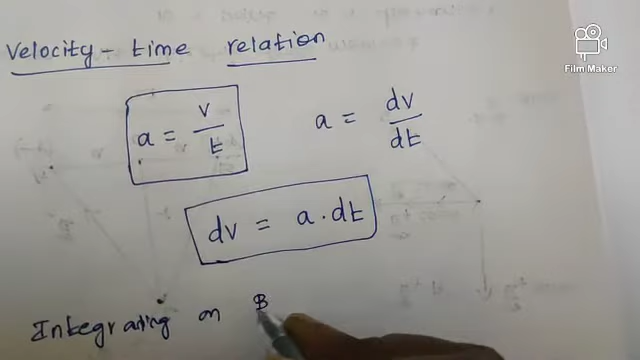 Velocity - time relation
Film Maker
a = v/t
a = dv/dt
dv = a . dt
Integrating on B